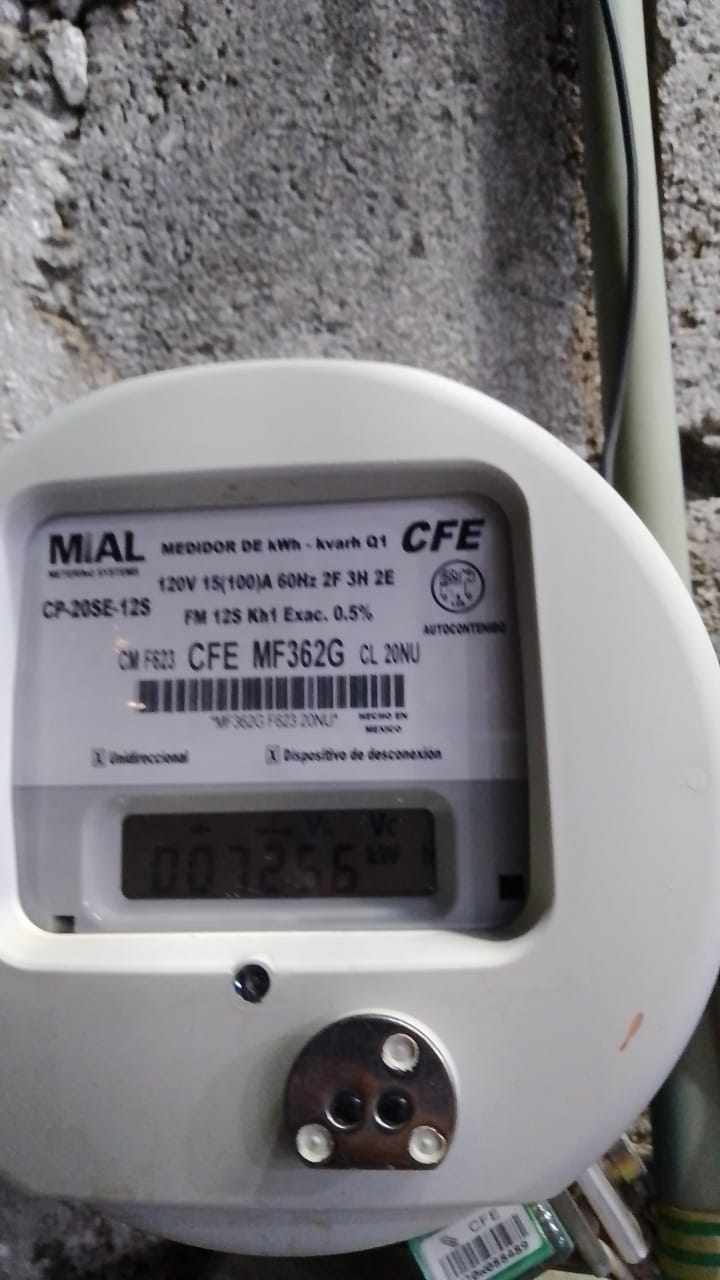 MIAL
METERING SYSTEMS
MEDIDOR DE kWh - kvarh Q1
CFE
120V 15(100)A 60Hz 2F 3H 2E
CP-20SE-12S
FM 12S Kh1 Exac. 0.5%
AUTOCONTENIDO
CM F623 CFE MF362G CL 20NU
*MF362G F623 20NU*
HECHO EN
MEXICO
X Unidireccional
X Dispositivo de desconexión
Vc
007256 kW h
CFE